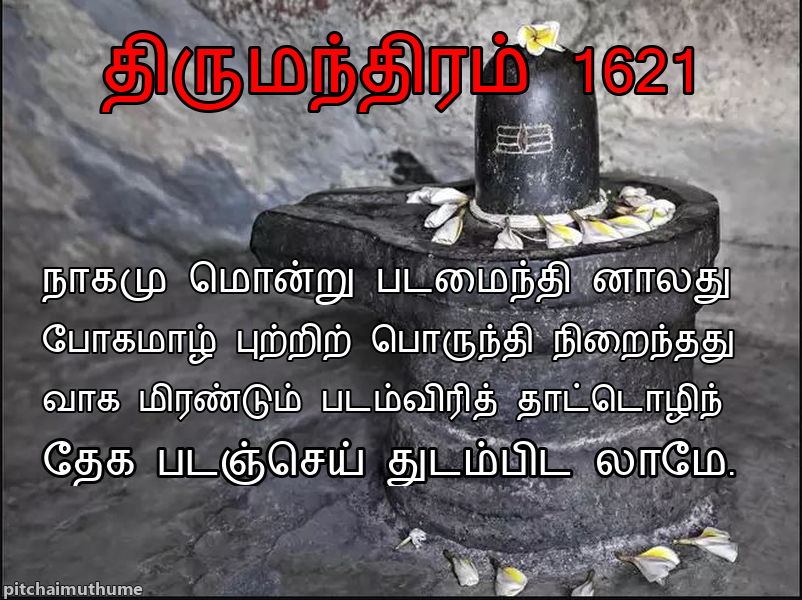 திருமந்திரம் 1621
நாகமு மொன்று படமைந்தி னாலது
போகமாழ் புற்றிற் பொருந்தி நிறைந்தது
வாக மிரண்டும் படம்விரித் தாட்டொழிந்
தேக படஞ்செய் துடம்பிட லாமே.
pitchaimuthume